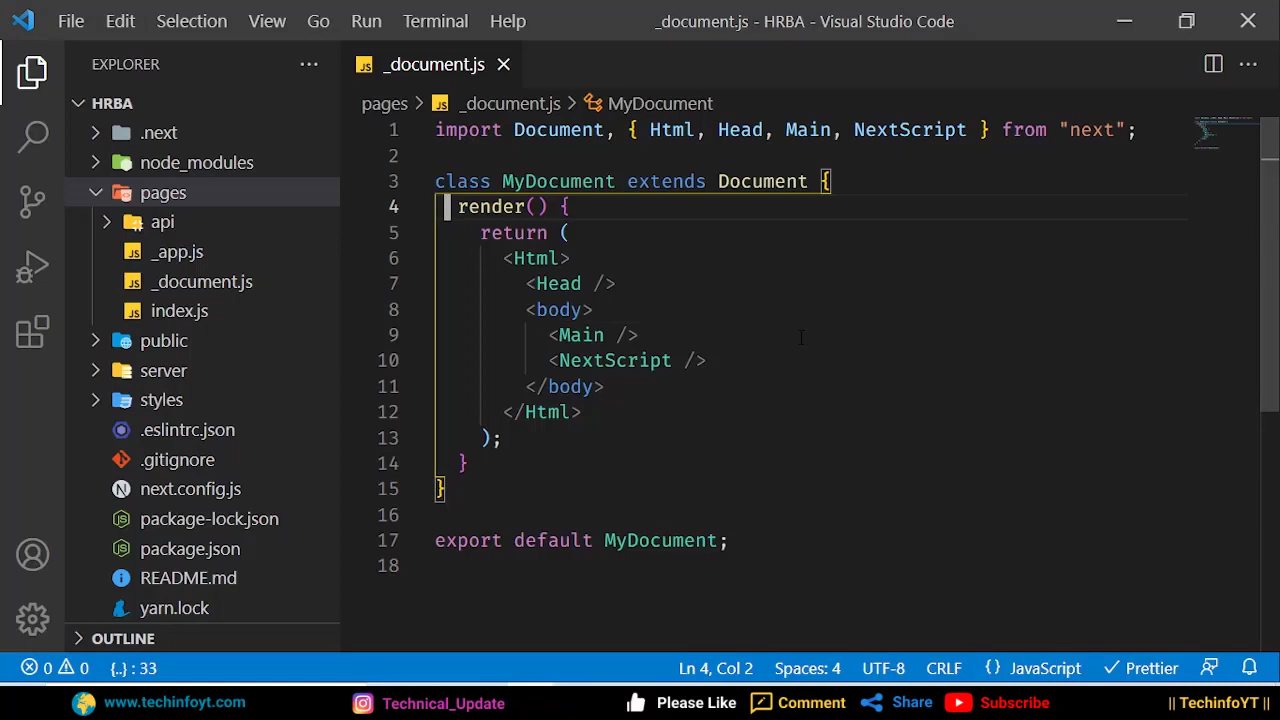 File Edit Selection View Go Run Terminal Help _document.js - HRBA - Visual Studio Code
EXPLORER
HRBA
.next
node_modules
pages
api
_app.js
_document.js
index.js
public
server
styles
.eslintrc.json
.gitignore
next.config.js
package-lock.json
package.json
README.md
yarn.lock
OUTLINE
JS _document.js
pages > JS _document.js > MyDocument
1 import Document, { Html, Head, Main, NextScript } from "next";
2
3 class MyDocument extends Document {
4 render() {
5 return (
6 <Html>
7 <Head />
8 <body>
9 <Main />
10 <NextScript />
11 </body>
12 </Html>
13 );
14 }
15 }
16
17 export default MyDocument;
18
0 0 {..} : 33 Ln 4, Col 2 Spaces: 4 UTF-8 CRLF {} JavaScript Prettier
www.techinfoyt.com Technical_Update Please Like Comment Share Subscribe || TechinfoYT ||